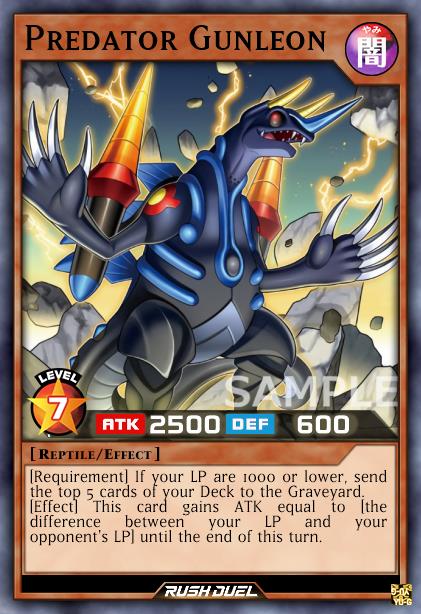 Predator Gunleon
やみ
闇
SAMPLE
LEVEL
7
ATK 2500 DEF 600
[Reptile/Effect]
[Requirement] If your LP are 1000 or lower, send
the top 5 cards of your Deck to the Graveyard.
[Effect] This card gains ATK equal to [the
difference between your LP and your
opponent's LP] until the end of this turn.
RUSH DUEL